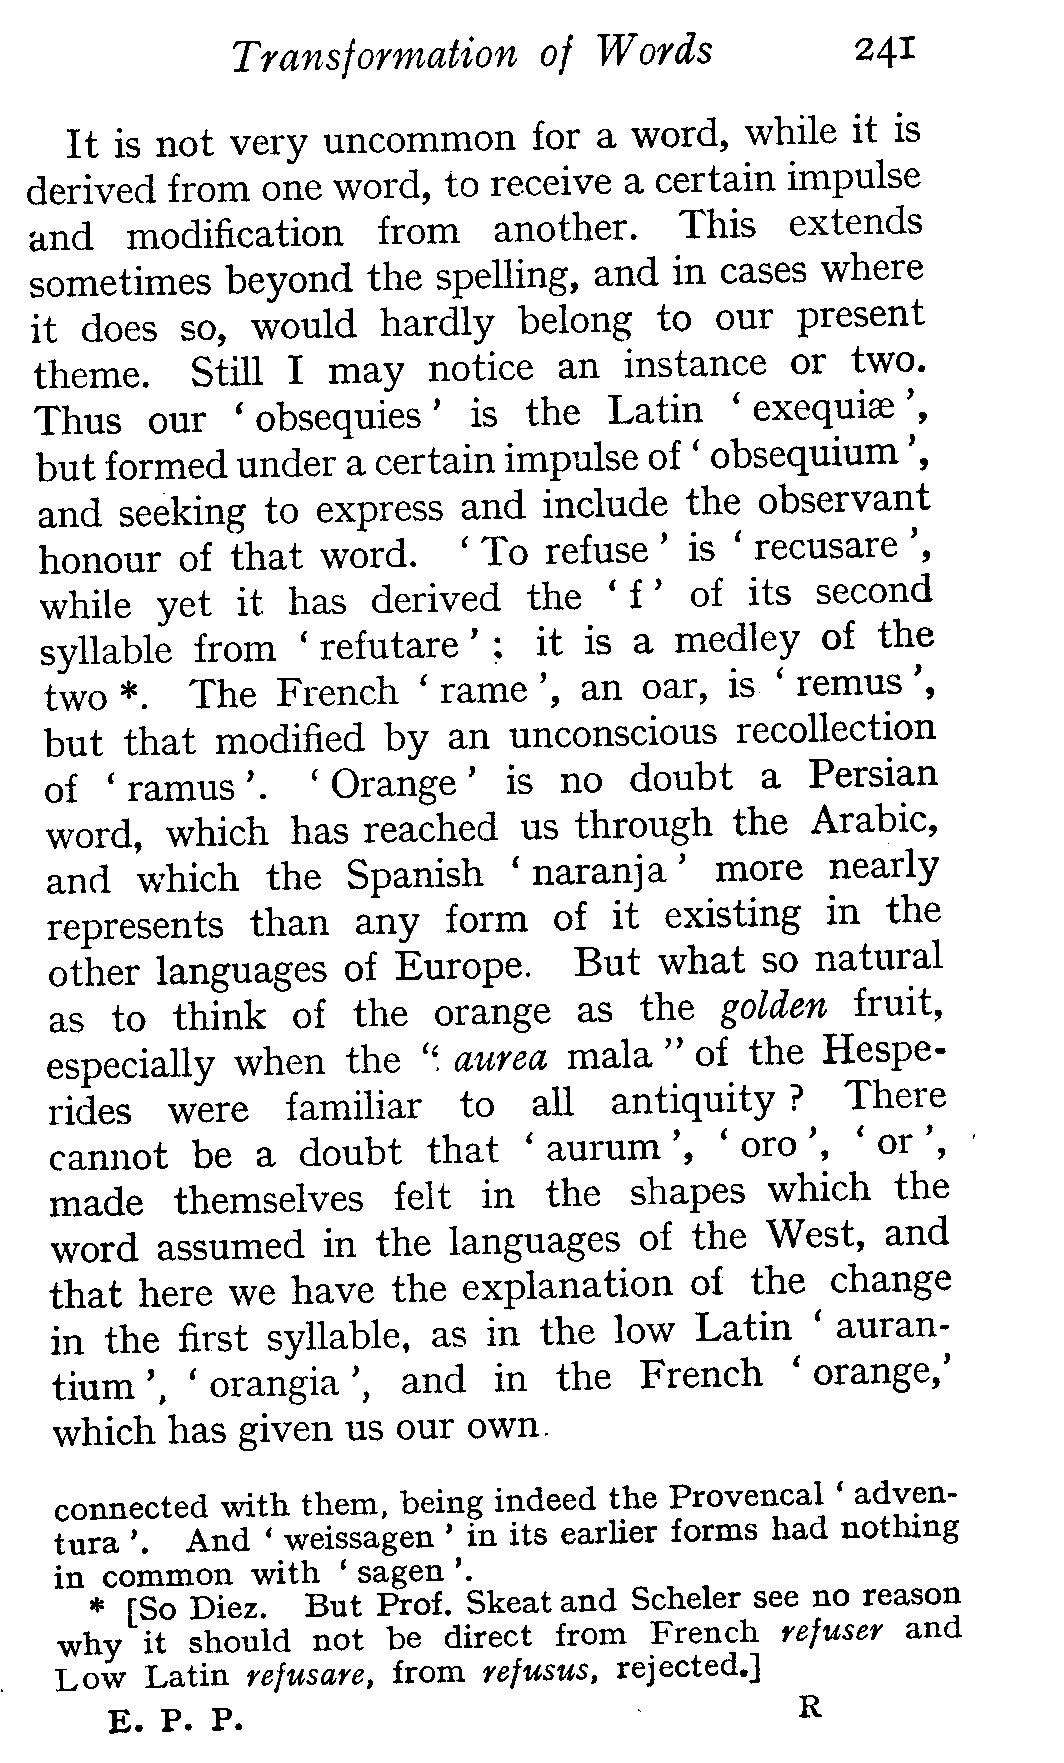 Transformation of Words 241
It is not very uncommon for a word, while it is
derived from one word, to receive a certain impulse
and modification from another. This extends
sometimes beyond the spelling, and in cases where
it does so, would hardly belong to our present
theme. Still I may notice an instance or two.
Thus our ‘ obsequies ’ is the Latin ‘ exequiæ ’,
but formed under a certain impulse of ‘ obsequium ’,
and seeking to express and include the observant
honour of that word. ‘ To refuse ’ is ‘ recusare ’,
while yet it has derived the ‘ f ’ of its second
syllable from ‘ refutare ’ ; it is a medley of the
two *. The French ‘ rame ’, an oar, is ‘ remus ’,
but that modified by an unconscious recollection
of ‘ ramus ’. ‘ Orange ’ is no doubt a Persian
word, which has reached us through the Arabic,
and which the Spanish ‘ naranja ’ more nearly
represents than any form of it existing in the
other languages of Europe. But what so natural
as to think of the orange as the golden fruit,
especially when the “ aurea mala ” of the Hespe-
rides were familiar to all antiquity ? There
cannot be a doubt that ‘ aurum ’, ‘ oro ’, ‘ or ’,
made themselves felt in the shapes which the
word assumed in the languages of the West, and
that here we have the explanation of the change
in the first syllable, as in the low Latin ‘ auran-
tium ’, ‘ orangia ’, and in the French ‘ orange,’
which has given us our own.
connected with them, being indeed the Provencal ‘ adven-
tura ’. And ‘ weissagen ’ in its earlier forms had nothing
in common with ‘ sagen ’.
* [So Diez. But Prof. Skeat and Scheler see no reason
why it should not be direct from French refuser and
Low Latin refusare, from refusus, rejected.]
E. P. P. R